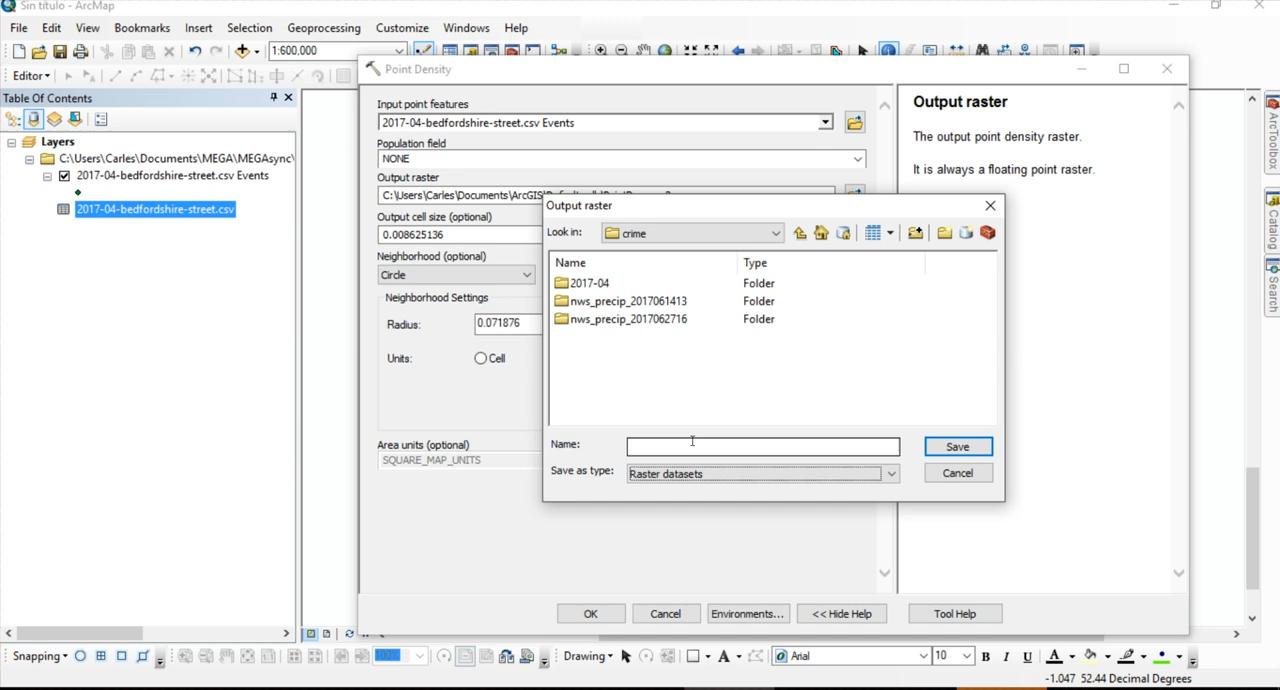 Sin título - ArcMap
File Edit View Bookmarks Insert Selection Geoprocessing Customize Windows Help
1:600.000
Editor
Point Density
Table Of Contents
Layers
C:\Users\Carles\Documents\MEGA\MEGAsync\
2017-04-bedfordshire-street.csv Events
2017-04-bedfordshire-street.csv
Input point features
2017-04-bedfordshire-street.csv Events
Population field
NONE
Output raster
Output cell size (optional)
0.008625136
Neighborhood (optional)
Circle
Neighborhood Settings
Radius: 0.071876
Units: Cell
Area units (optional)
SQUARE_MAP_UNITS
Output raster
Look in: crime
Name Type
2017-04 Folder
nws_precip_2017061413 Folder
nws_precip_2017062716 Folder
Name: Save
Save as type: Raster datasets Cancel
Output raster
The output point density raster.
It is always a floating point raster.
OK Cancel Environments... << Hide Help Tool Help
ArcToolbox
Catalog
Search
Snapping 100% Drawing A Arial 10 B I U A
-1.047 52.44 Decimal Degrees